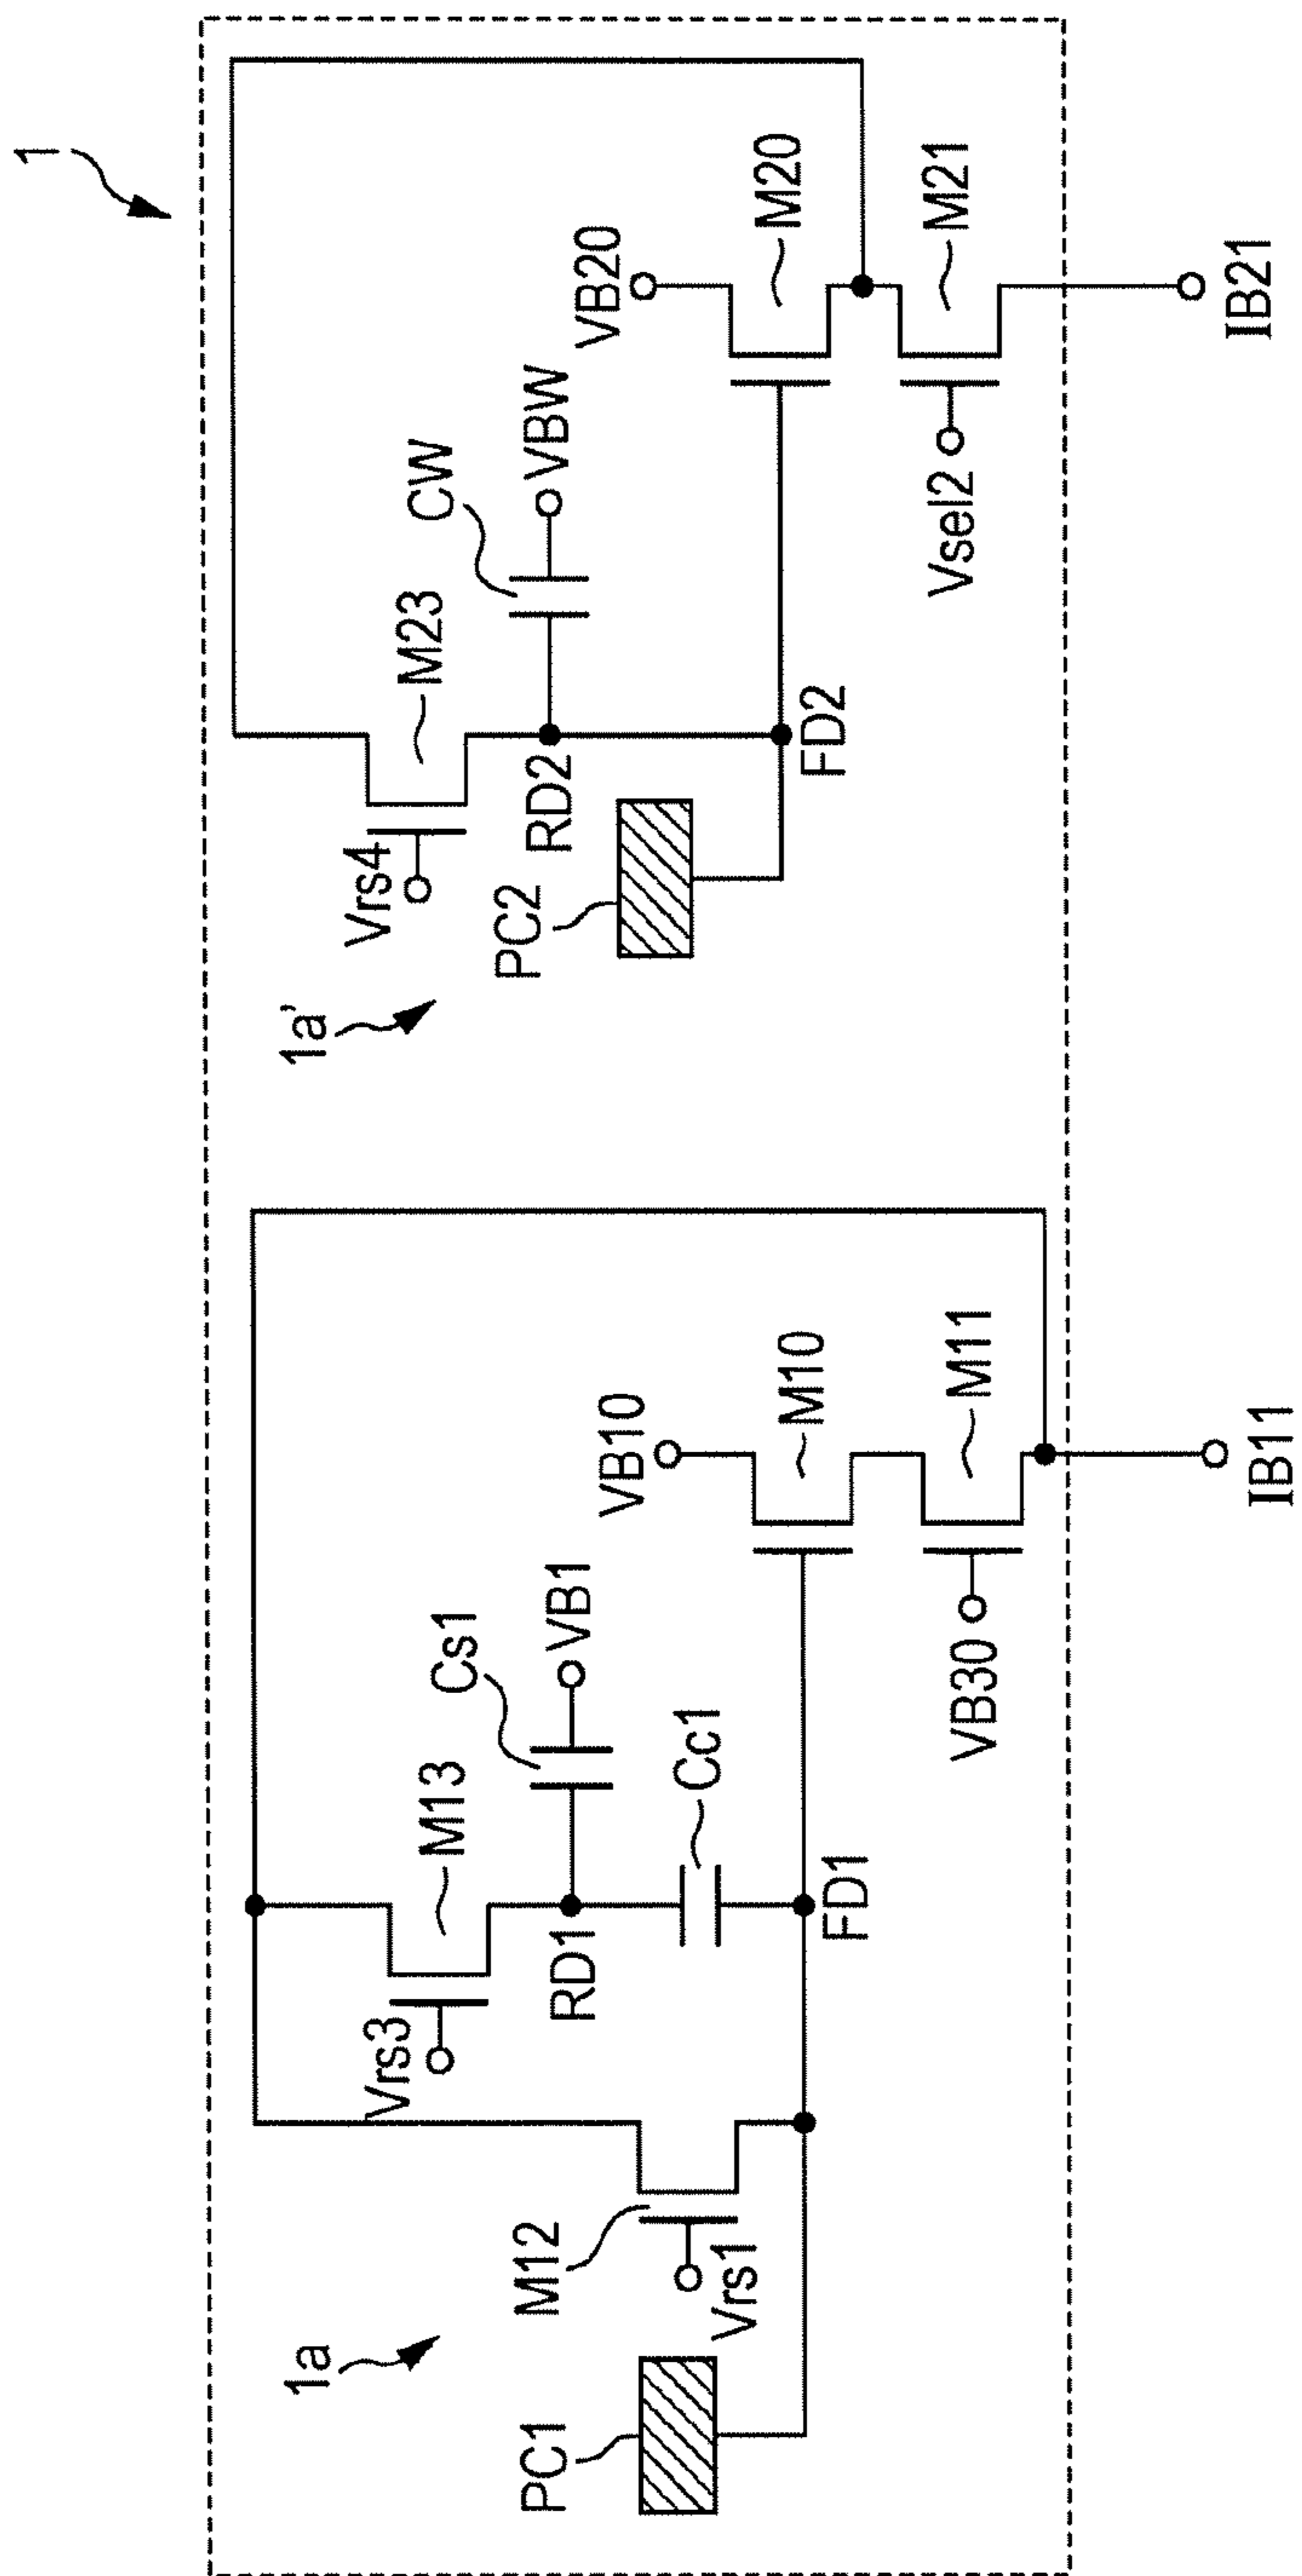 1
1a
PC1
M12
Vrs1
Vrs3
M13
RD1
Cs1
VB1
Cc1
FD1
VB10
M10
M11
VB30
IB11
1a'
PC2
Vrs4
M23
RD2
CW
VBW
FD2
VB20
M20
M21
Vsel2
IB21